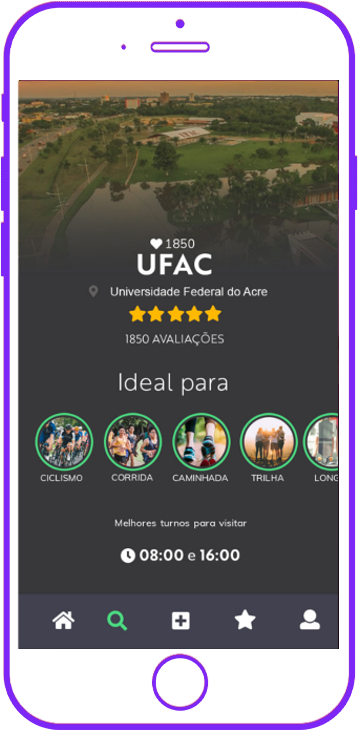 1850
UFAC
Universidade Federal do Acre
1850 AVALIAÇÕES
Ideal para
CICLISMO CORRIDA CAMINHADA TRILHA LONG
Melhores turnos para visitar
08:00 e 16:00